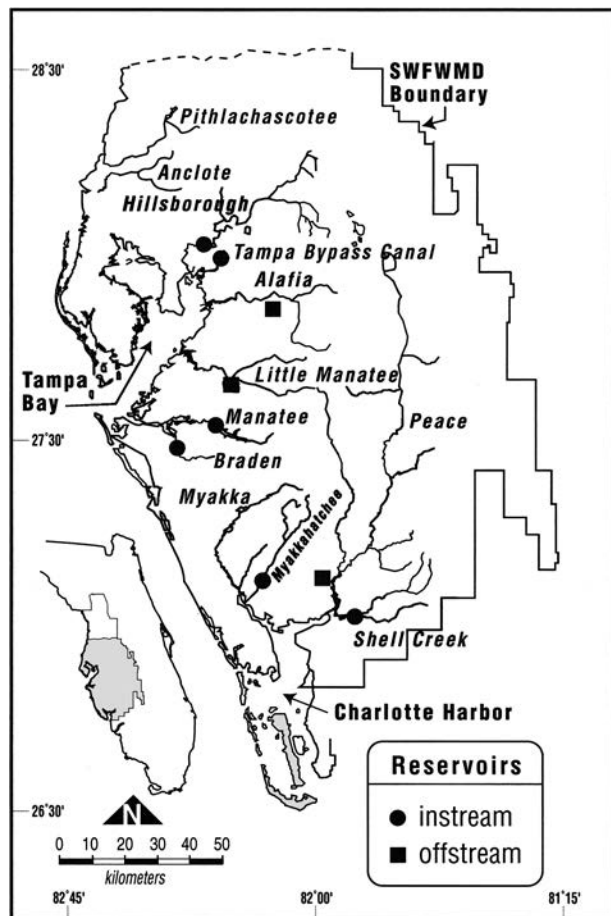 28°30'
SWFWMD
Boundary
Pithlachascotee
Anclote
Hillsborough
Tampa Bypass Canal
Alafia
Tampa
Bay
Little Manatee
Manatee
Peace
27°30'
Braden
Myakka
Myakkahatchee
Shell Creek
Charlotte Harbor
Reservoirs
instream
offstream
26°30'
N
0 10 20 30 40 50
kilometers
82°45' 82°00' 81°15'